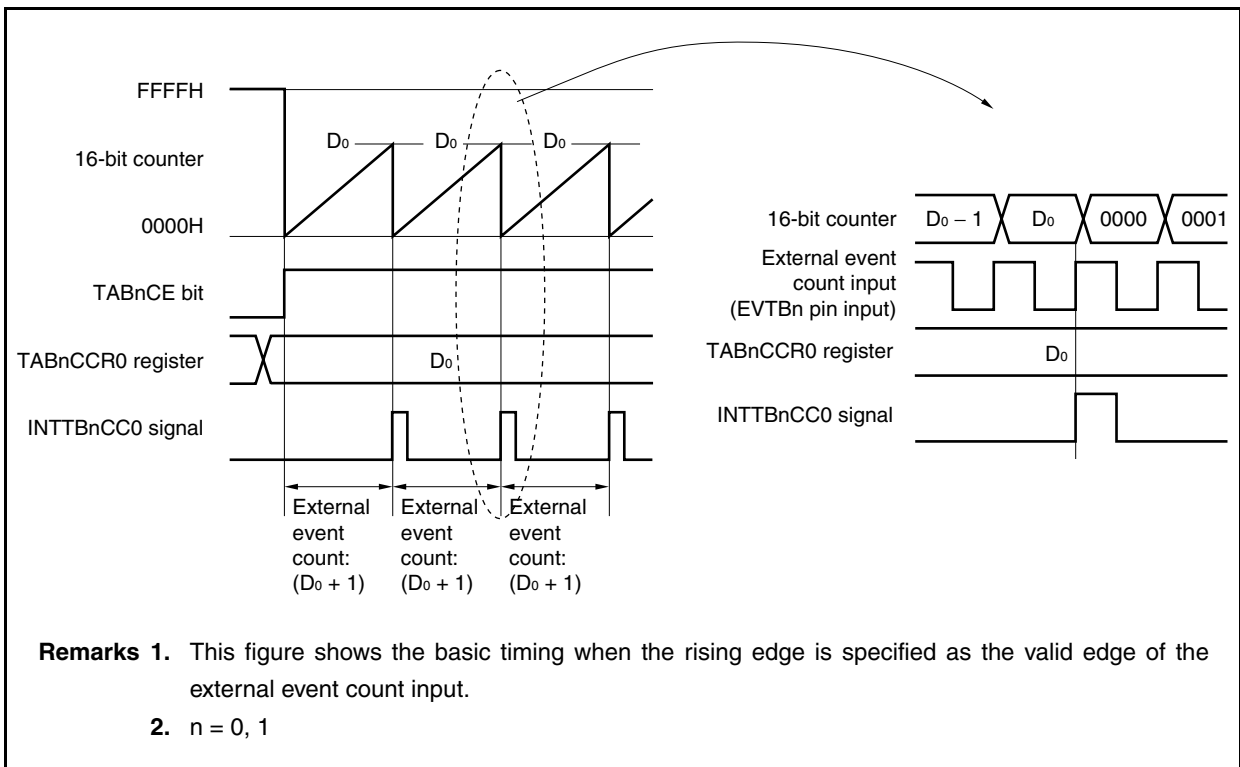 FFFFH
16-bit counter
0000H
D0
D0
D0
TABnCE bit
TABnCCR0 register
D0
INTTBnCC0 signal
External
event
count:
(D0 + 1)
External
event
count:
(D0 + 1)
External
event
count:
(D0 + 1)
16-bit counter
D0 − 1
D0
0000
0001
External event
count input
(EVTBn pin input)
TABnCCR0 register
D0
INTTBnCC0 signal
Remarks 1. This figure shows the basic timing when the rising edge is specified as the valid edge of the
external event count input.
2. n = 0, 1